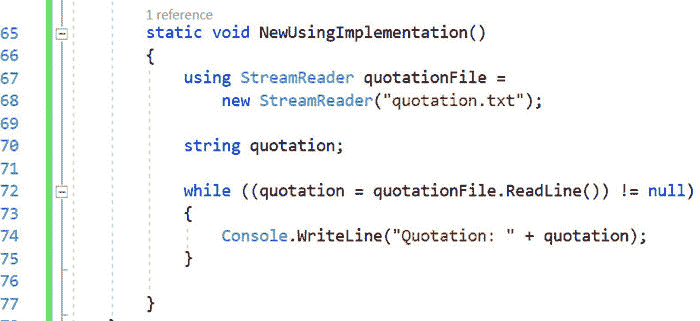 1 reference
65 static void NewUsingImplementation()
66 {
67 using StreamReader quotationFile =
68 new StreamReader("quotation.txt");
69
70 string quotation;
71
72 while ((quotation = quotationFile.ReadLine()) != null)
73 {
74 Console.WriteLine("Quotation: " + quotation);
75 }
76
77 }